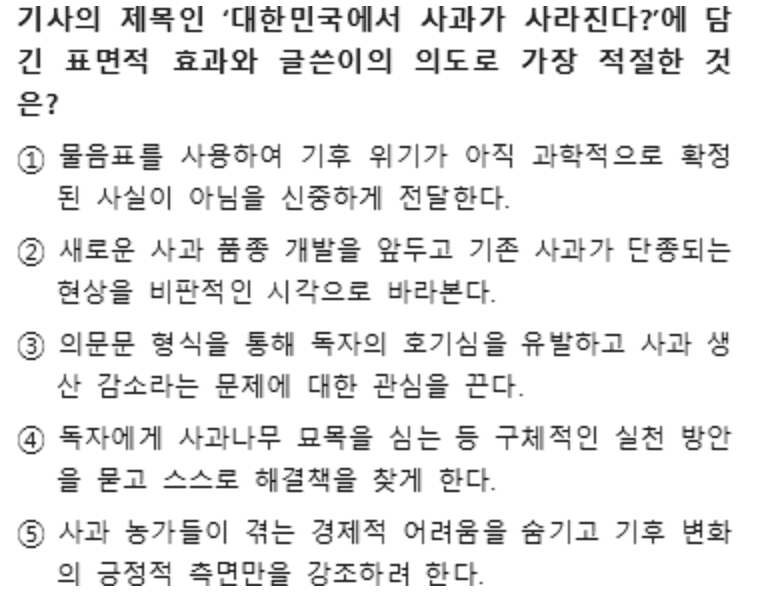 기사의 제목인 ‘대한민국에서 사과가 사라진다?’에 담
긴 표면적 효과와 글쓴이의 의도로 가장 적절한 것
은?
① 물음표를 사용하여 기후 위기가 아직 과학적으로 확정
된 사실이 아님을 신중하게 전달한다.
② 새로운 사과 품종 개발을 앞두고 기존 사과가 단종되는
현상을 비판적인 시각으로 바라본다.
③ 의문문 형식을 통해 독자의 호기심을 유발하고 사과 생
산 감소라는 문제에 대한 관심을 끈다.
④ 독자에게 사과나무 묘목을 심는 등 구체적인 실천 방안
을 묻고 스스로 해결책을 찾게 한다.
⑤ 사과 농가들이 겪는 경제적 어려움을 숨기고 기후 변화
의 긍정적 측면만을 강조하려 한다.